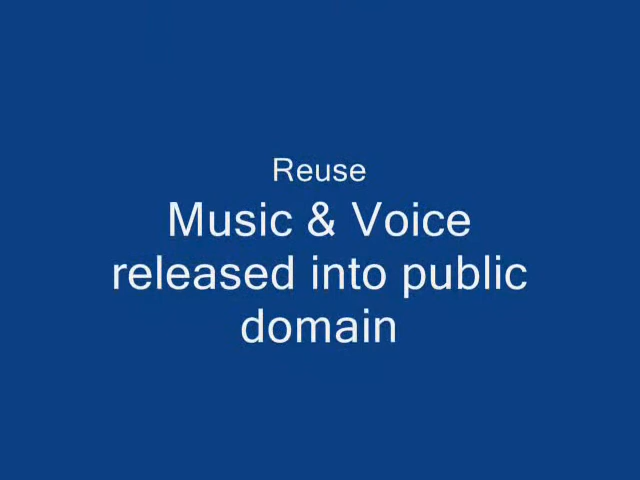 Reuse
Music & Voice
released into public
domain